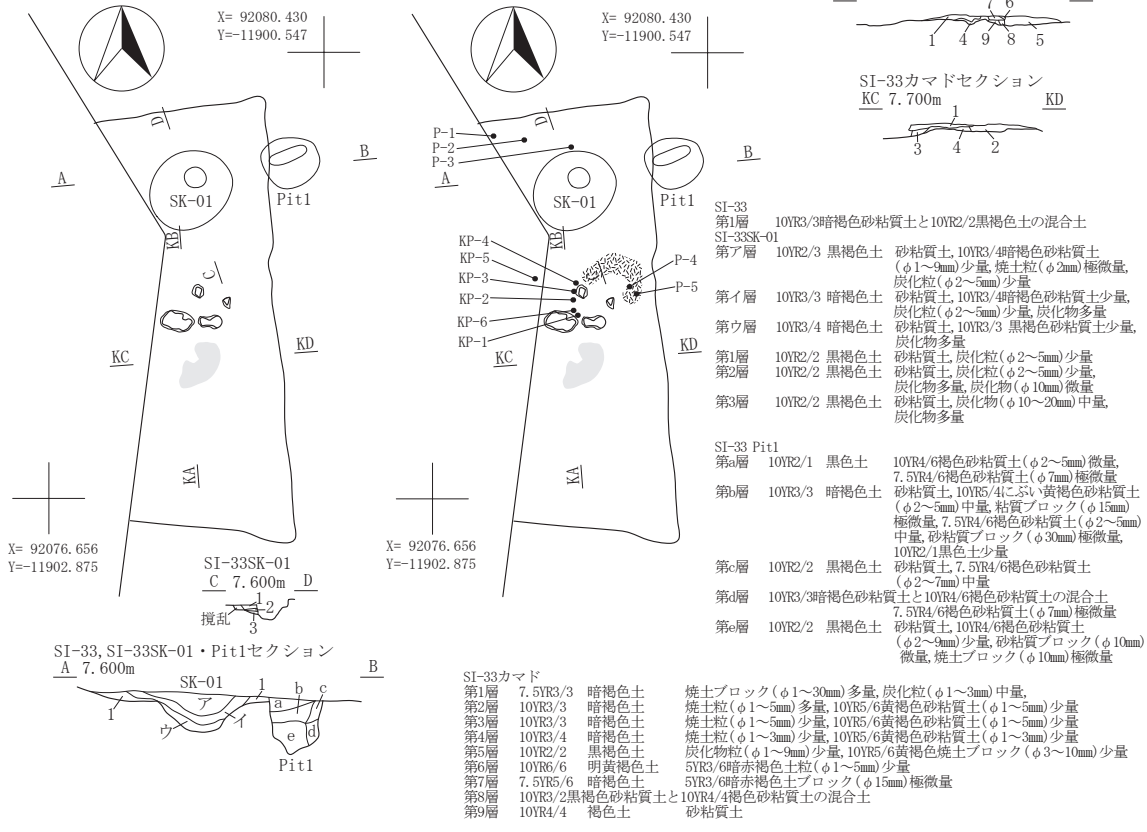 X= 92080.430
Y=-11900.547
D
A
B
SK-01
Pit1
KB
C
KC
KD
KA
X= 92076.656
Y=-11902.875
X= 92080.430
Y=-11900.547
D
P-1
P-2
P-3
A
B
SK-01
Pit1
KB
KP-4
KP-5
KP-3
KP-2
KP-6
KP-1
P-4
P-5
KC
KD
KA
X= 92076.656
Y=-11902.875
7 6
1 4 9 8 5
SI-33カマドセクション
KC 7.700m KD
1
3 4 2
SI-33SK-01
C 7.600m D
1
2
撹乱
3
SI-33,SI-33SK-01・Pit1セクション
A 7.600m B
SK-01
1 ア 1 a b c
ウ イ e d
Pit1
SI-33
第1層 10YR3/3暗褐色砂粘質土と10YR2/2黒褐色土の混合土
SI-33SK-01
第ア層 10YR2/3 黒褐色土 砂粘質土,10YR3/4暗褐色砂粘質土
(φ1〜9㎜)少量,焼土粒(φ2㎜)極微量,
炭化粒(φ2〜5㎜)少量
第イ層 10YR3/3 暗褐色土 砂粘質土,10YR3/4暗褐色砂粘質土少量,
炭化粒(φ2〜5㎜)少量,炭化物多量
第ウ層 10YR3/4 暗褐色土 砂粘質土,10YR3/3 黒褐色砂粘質土少量,
炭化物多量
第1層 10YR2/2 黒褐色土 砂粘質土,炭化粒(φ2〜5㎜)少量
第2層 10YR2/2 黒褐色土 砂粘質土,炭化粒(φ2〜5㎜)少量,
炭化物多量,炭化物(φ10㎜)微量
第3層 10YR2/2 黒褐色土 砂粘質土,炭化物(φ10〜20㎜)中量,
炭化物多量
SI-33 Pit1
第a層 10YR2/1 黒色土 10YR4/6褐色砂粘質土(φ2〜5㎜)微量,
7.5YR4/6褐色砂粘質土(φ7㎜)極微量
第b層 10YR3/3 暗褐色土 砂粘質土,10YR5/4にぶい黄褐色砂粘質土
(φ2〜5㎜)中量,粘質ブロック(φ15㎜)
極微量,7.5YR4/6褐色砂粘質土(φ2〜5㎜)
中量,砂粘質ブロック(φ30㎜)極微量,
10YR2/1黒色土少量
第c層 10YR2/2 黒褐色土 砂粘質土,7.5YR4/6褐色砂粘質土
(φ2〜7㎜)中量
第d層 10YR3/3暗褐色砂粘質土と10YR4/6褐色砂粘質土の混合土
7.5YR4/6褐色砂粘質土(φ7㎜)極微量
第e層 10YR2/2 黒褐色土 砂粘質土,10YR4/6褐色砂粘質土
(φ2〜9㎜)少量,砂粘質ブロック(φ10㎜)
微量,焼土ブロック(φ10㎜)極微量
SI-33カマド
第1層 7.5YR3/3 暗褐色土 焼土ブロック(φ1〜30㎜)多量,炭化粒(φ1〜3㎜)中量,
第2層 10YR3/3 暗褐色土 焼土粒(φ1〜5㎜)多量,10YR5/6黄褐色砂粘質土(φ1〜5㎜)少量
第3層 10YR3/3 暗褐色土 焼土粒(φ1〜5㎜)少量,10YR5/6黄褐色砂粘質土(φ1〜5㎜)少量
第4層 10YR3/4 暗褐色土 焼土粒(φ1〜3㎜)少量,10YR5/6黄褐色砂粘質土(φ1〜3㎜)少量
第5層 10YR2/2 黒褐色土 炭化物粒(φ1〜9㎜)少量,10YR5/6黄褐色焼土ブロック(φ3〜10㎜)少量
第6層 10YR6/6 明黄褐色土 5YR3/6暗赤褐色土粒(φ1〜5㎜)少量
第7層 7.5YR5/6 暗褐色土 5YR3/6暗赤褐色土ブロック(φ15㎜)極微量
第8層 10YR3/2黒褐色砂粘質土と10YR4/4褐色砂粘質土の混合土
第9層 10YR4/4 褐色土 砂粘質土